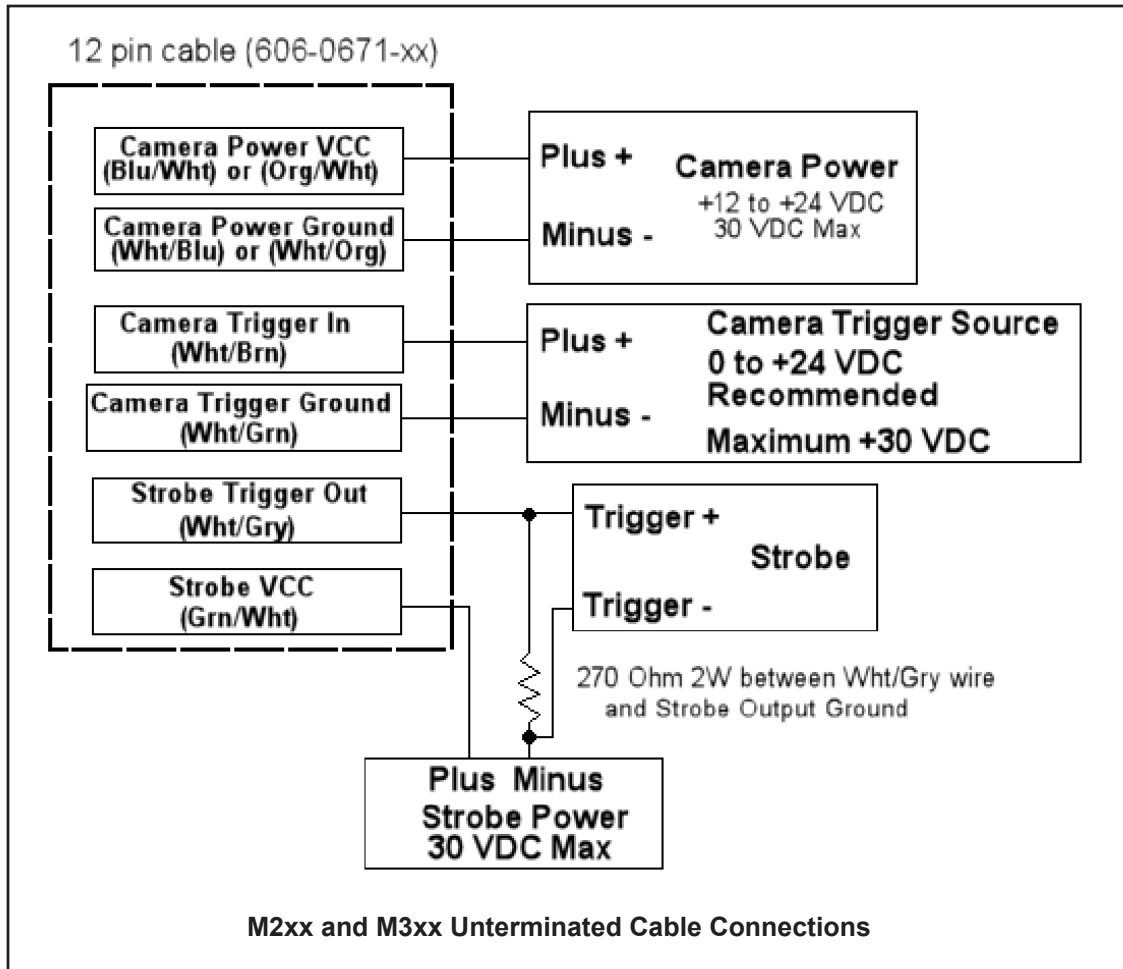 12 pin cable (606-0671-xx)
Camera Power VCC
(Blu/Wht) or (Org/Wht)
Plus +
Camera Power
+12 to +24 VDC
30 VDC Max
Camera Power Ground
(Wht/Blu) or (Wht/Org)
Minus -
Camera Trigger In
(Wht/Brn)
Plus +
Camera Trigger Source
0 to +24 VDC
Recommended
Maximum +30 VDC
Camera Trigger Ground
(Wht/Grn)
Minus -
Strobe Trigger Out
(Wht/Gry)
Trigger +
Strobe
Trigger -
Strobe VCC
(Grn/Wht)
270 Ohm 2W between Wht/Gry wire
and Strobe Output Ground
Plus Minus
Strobe Power
30 VDC Max
M2xx and M3xx Unterminated Cable Connections